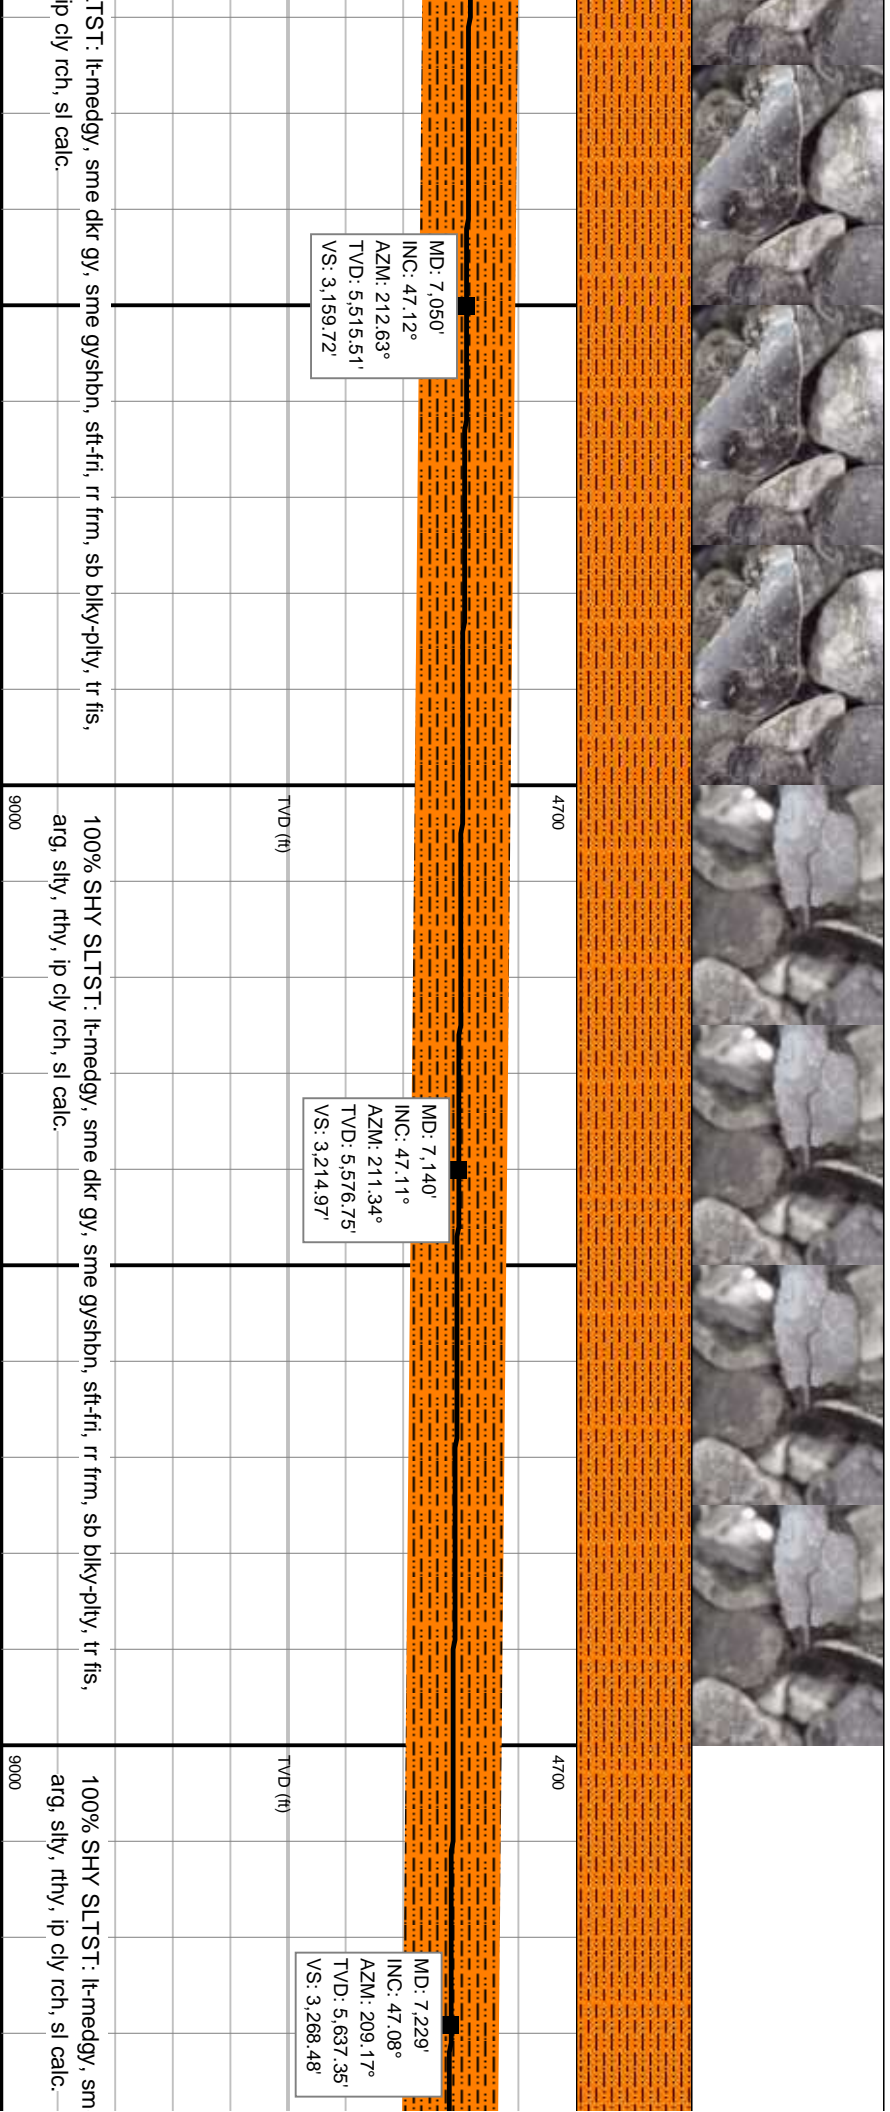 .TST: lt-medgy, sme dkr gy, sme gyshbn, sft-fri, rr frm, sb blky-plty, tr fis,
ip cly rch, sl calc.
MD: 7,050'
INC: 47.12°
AZM: 212.63°
TVD: 5,515.51'
VS: 3,159.72'
4700
TVD (ft)
9000
100% SHY SLTST: lt-medgy, sme dkr gy, sme gyshbn, sft-fri, rr frm, sb blky-plty, tr fis,
arg, slty, rthy, ip cly rch, sl calc.
MD: 7,140'
INC: 47.11°
AZM: 211.34°
TVD: 5,576.75'
VS: 3,214.97'
4700
TVD (ft)
9000
100% SHY SLTST: lt-medgy, sm
arg, slty, rthy, ip cly rch, sl calc.
MD: 7,229'
INC: 47.08°
AZM: 209.17°
TVD: 5,637.35'
VS: 3,268.48'